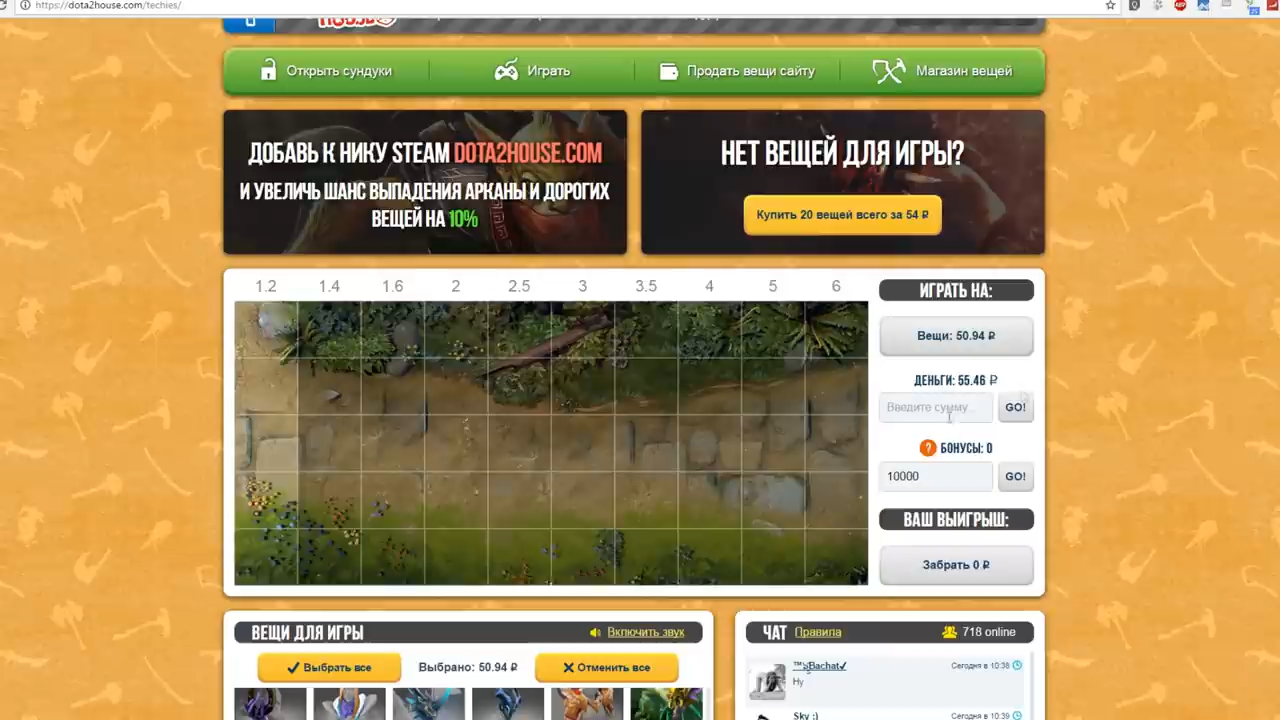 https://dota2house.com/techies/
Открыть сундуки
Играть
Продать вещи сайту
Магазин вещей
ДОБАВЬ К НИКУ STEAM DOTA2HOUSE.COM
И УВЕЛИЧЬ ШАНС ВЫПАДЕНИЯ АРКАНЫ И ДОРОГИХ
ВЕЩЕЙ НА 10%
НЕТ ВЕЩЕЙ ДЛЯ ИГРЫ?
Купить 20 вещей всего за 54 ₽
1.2 1.4 1.6 2 2.5 3 3.5 4 5 6
ИГРАТЬ НА:
Вещи: 50.94 ₽
ДЕНЬГИ: 55.46 ₽
Введите сумму...
GO!
? БОНУСЫ: 0
10000
GO!
ВАШ ВЫИГРЫШ:
Забрать 0 ₽
ВЕЩИ ДЛЯ ИГРЫ
Включить звук
Выбрать все
Выбрано: 50.94 ₽
Отменить все
ЧАТ
Правила
718 online
™ЪBachat✓
Сегодня в 10:38
Ну
Sky :)
Сегодня в 10:39